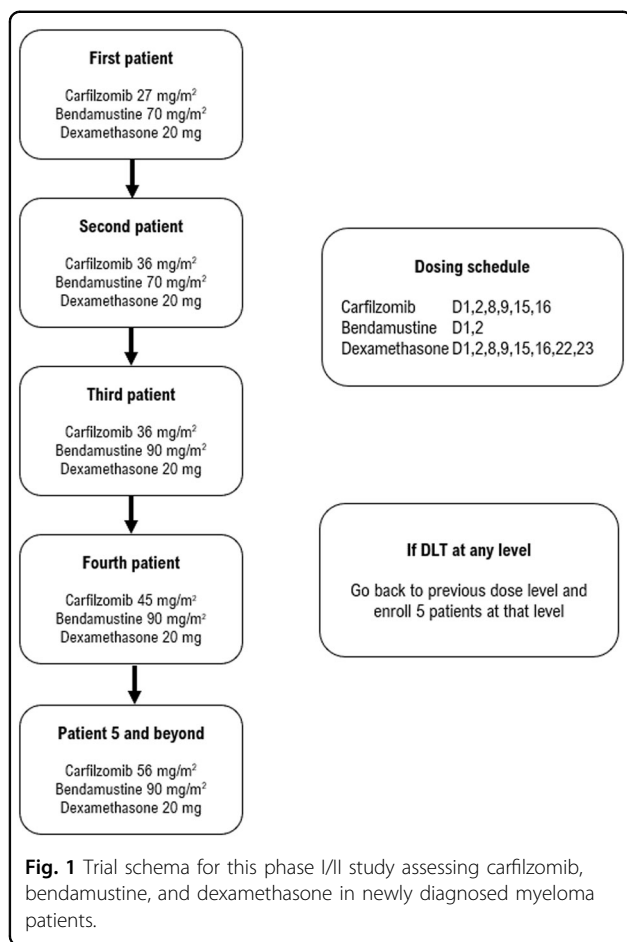 First patient
Carfilzomib 27 mg/m²
Bendamustine 70 mg/m²
Dexamethasone 20 mg
Second patient
Carfilzomib 36 mg/m²
Bendamustine 70 mg/m²
Dexamethasone 20 mg
Third patient
Carfilzomib 36 mg/m²
Bendamustine 90 mg/m²
Dexamethasone 20 mg
Fourth patient
Carfilzomib 45 mg/m²
Bendamustine 90 mg/m²
Dexamethasone 20 mg
Patient 5 and beyond
Carfilzomib 56 mg/m²
Bendamustine 90 mg/m²
Dexamethasone 20 mg
Dosing schedule
Carfilzomib D1,2,8,9,15,16
Bendamustine D1,2
Dexamethasone D1,2,8,9,15,16,22,23
If DLT at any level
Go back to previous dose level and
enroll 5 patients at that level
Fig. 1 Trial schema for this phase I/II study assessing carfilzomib,
bendamustine, and dexamethasone in newly diagnosed myeloma
patients.